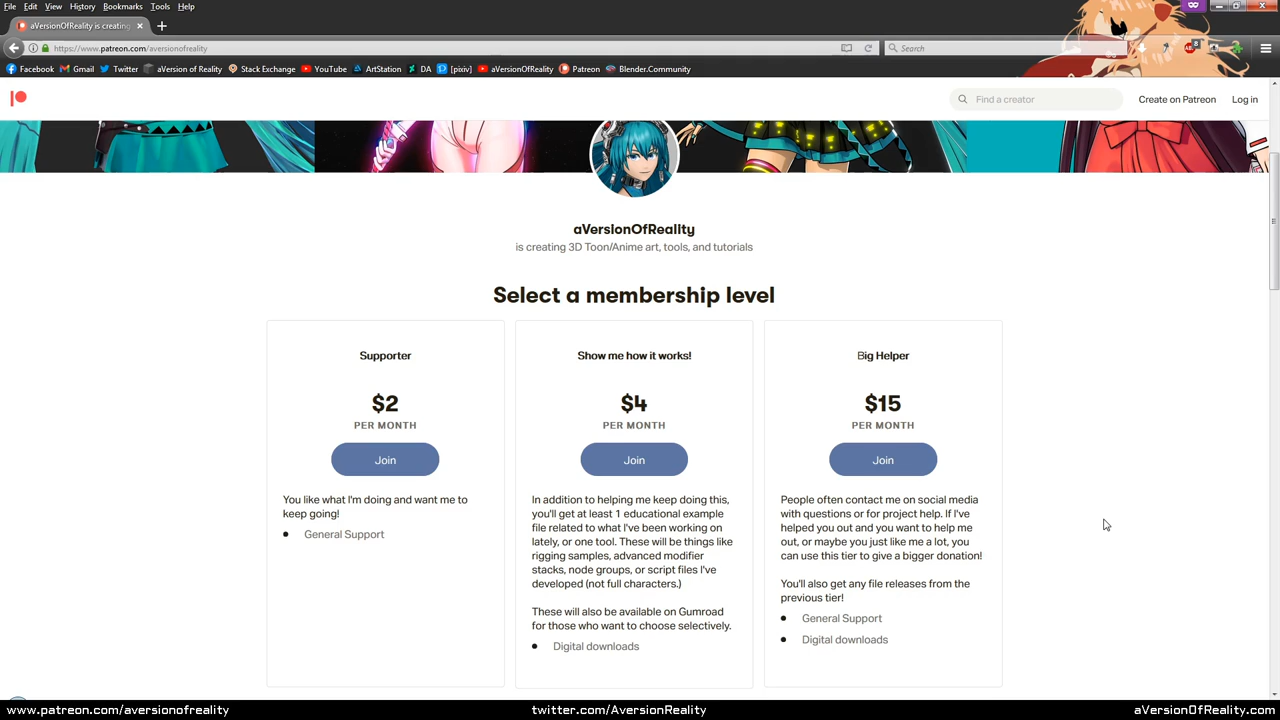 File Edit View History Bookmarks Tools Help
aVersionOfReality is creating
https://www.patreon.com/aversionofreality
Search
8
Facebook Gmail Twitter aVersion of Reality Stack Exchange YouTube ArtStation DA [pixiv] aVersionOfReality Patreon Blender.Community
Find a creator
Create on Patreon
Log in
aVersionOfReality
is creating 3D Toon/Anime art, tools, and tutorials
Select a membership level
Supporter
$2
PER MONTH
Join
You like what I'm doing and want me to
keep going!
General Support
Show me how it works!
$4
PER MONTH
Join
In addition to helping me keep doing this,
you'll get at least 1 educational example
file related to what I've been working on
lately, or one tool. These will be things like
rigging samples, advanced modifier
stacks, node groups, or script files I've
developed (not full characters.)
These will also be available on Gumroad
for those who want to choose selectively.
Digital downloads
Big Helper
$15
PER MONTH
Join
People often contact me on social media
with questions or for project help. If I've
helped you out and you want to help me
out, or maybe you just like me a lot, you
can use this tier to give a bigger donation!
You'll also get any file releases from the
previous tier!
General Support
Digital downloads
www.patreon.com/aversionofreality
twitter.com/AversionReality
aVersionOfReality.com